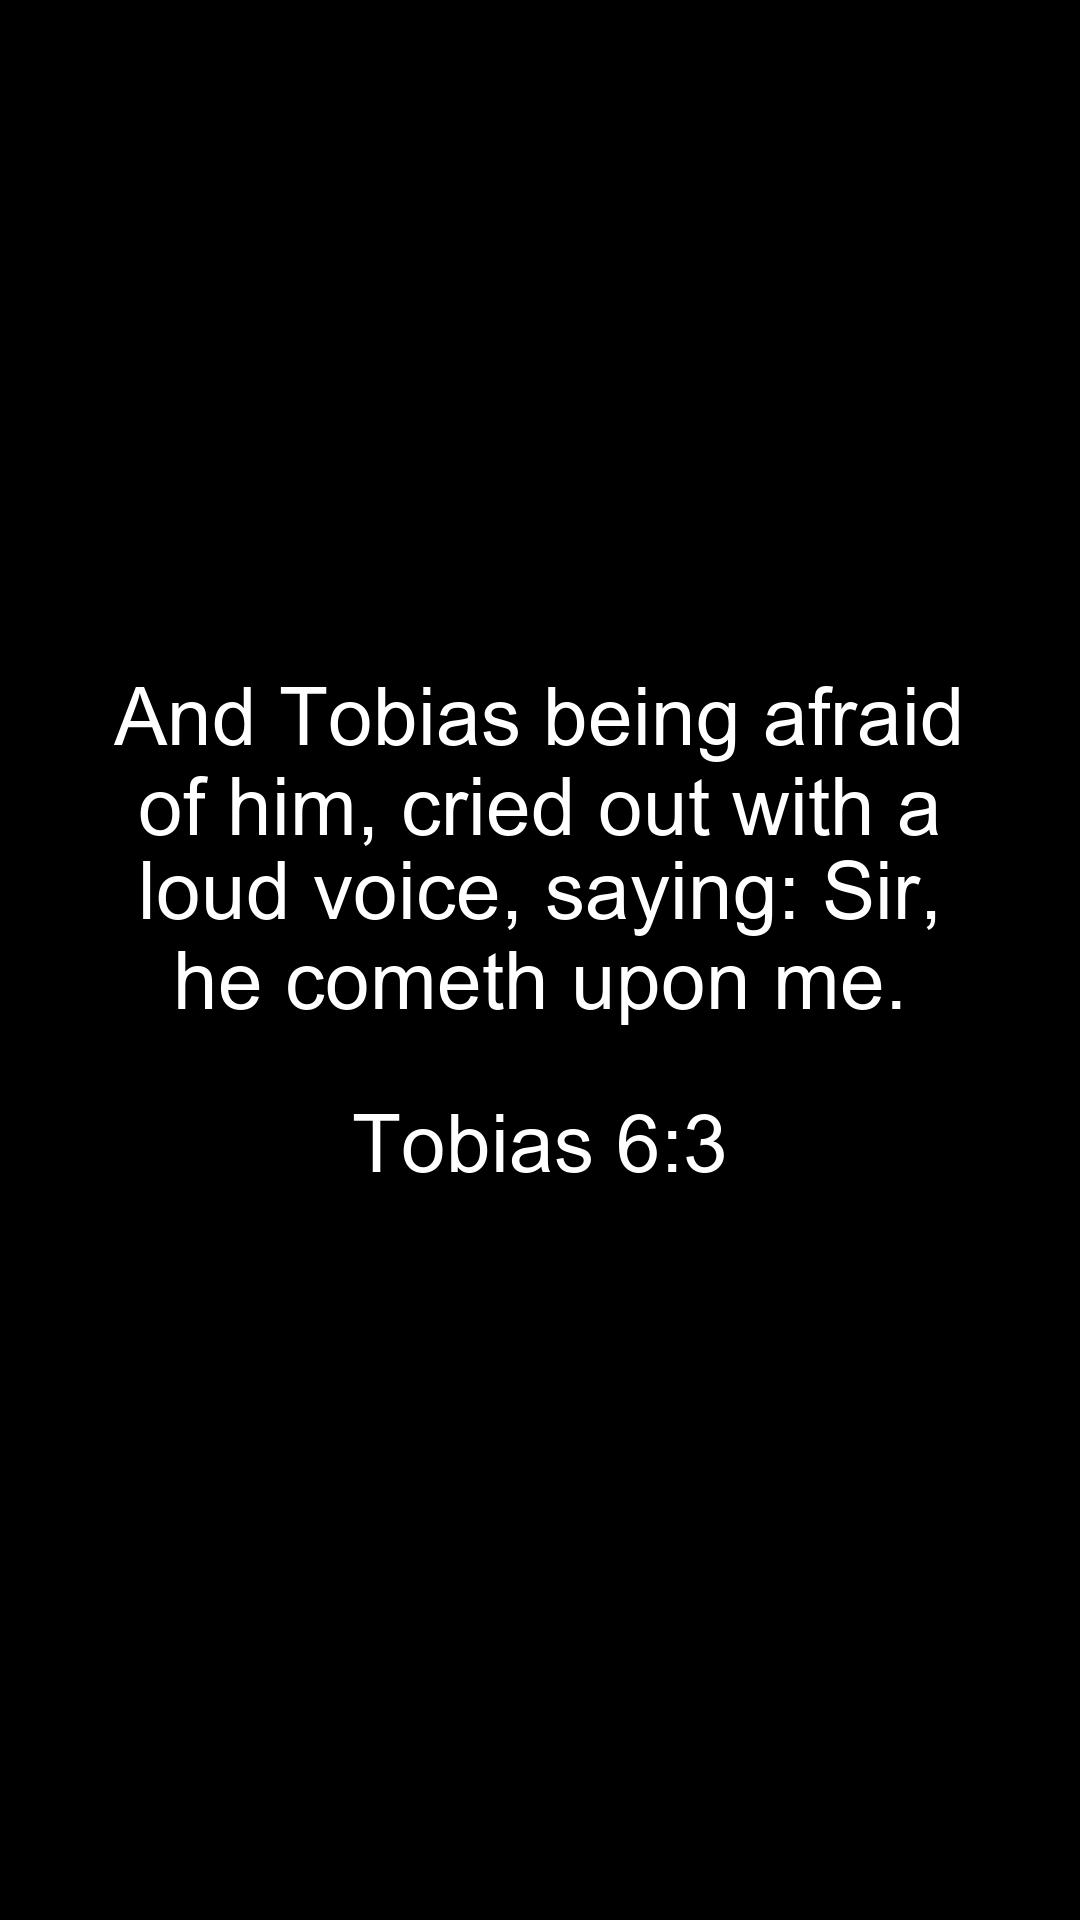 And Tobias being afraid
of him, cried out with a
loud voice, saying: Sir,
he cometh upon me.
Tobias 6:3